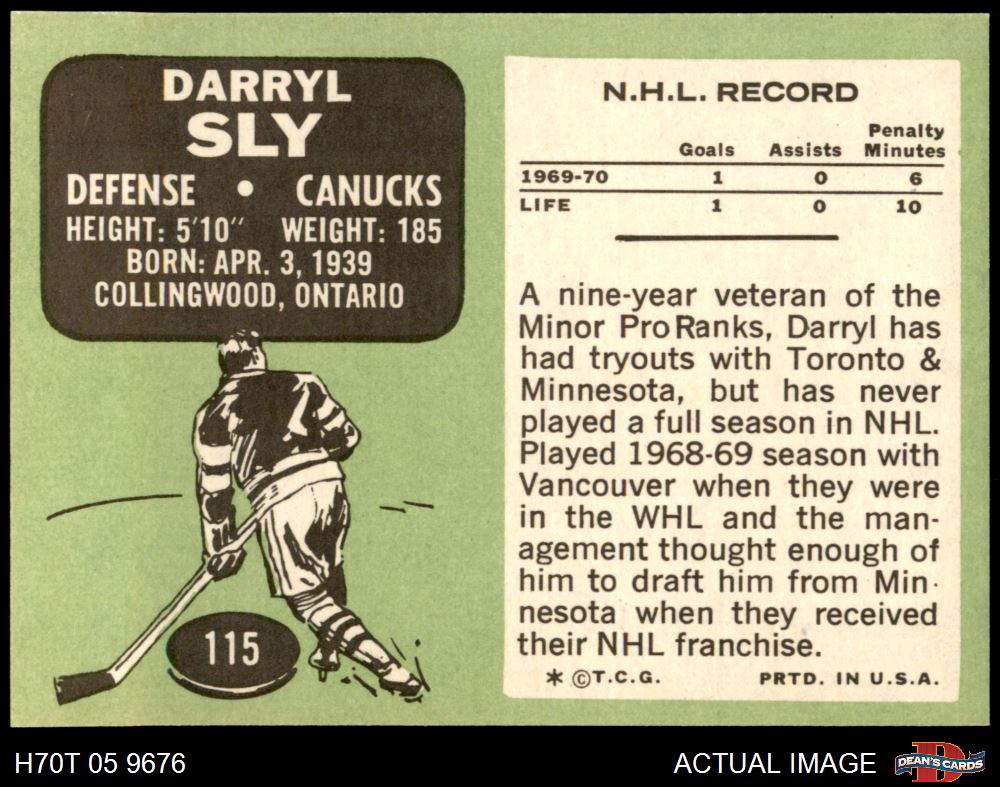 DARRYL
SLY
DEFENSE • CANUCKS
HEIGHT: 5'10" WEIGHT: 185
BORN: APR. 3, 1939
COLLINGWOOD, ONTARIO
115
N.H.L. RECORD
Goals Assists Penalty Minutes
1969-70 1 0 6
LIFE 1 0 10
A nine-year veteran of the
Minor Pro Ranks, Darryl has
had tryouts with Toronto &
Minnesota, but has never
played a full season in NHL.
Played 1968-69 season with
Vancouver when they were
in the WHL and the man-
agement thought enough of
him to draft him from Min-
nesota when they received
their NHL franchise.
* ©T.C.G. PRTD. IN U.S.A.
H70T 05 9676 ACTUAL IMAGE DEAN'S CARDS